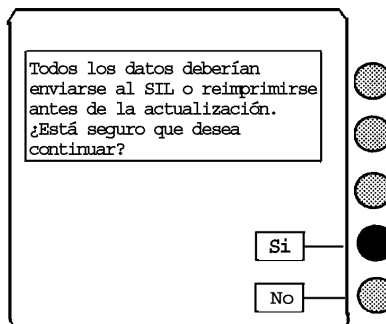 Todos los datos deberían
enviarse al SIL o reimprimirse
antes de la actualización.
¿Está seguro que desea
continuar?
Si
No